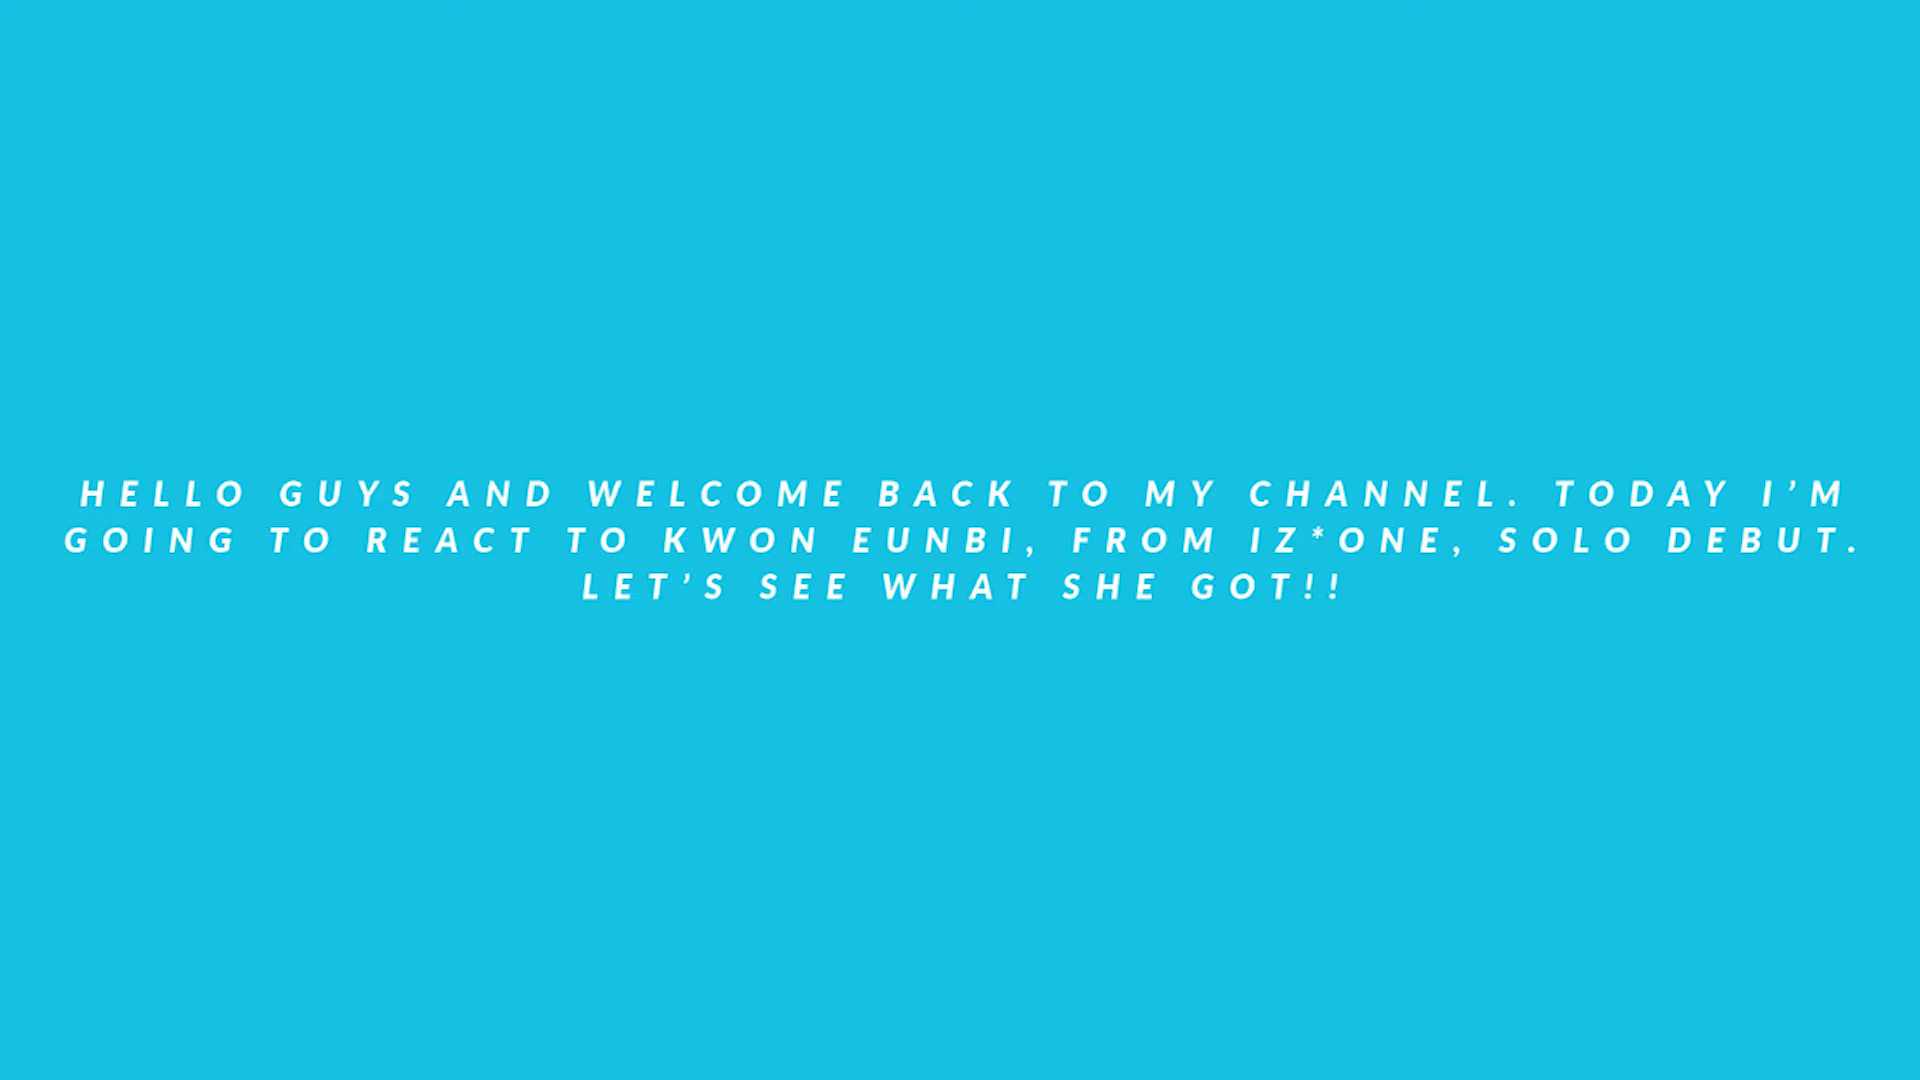 HELLO GUYS AND WELCOME BACK TO MY CHANNEL. TODAY I’M
GOING TO REACT TO KWON EUNBI, FROM IZ*ONE, SOLO DEBUT.
LET’S SEE WHAT SHE GOT!!